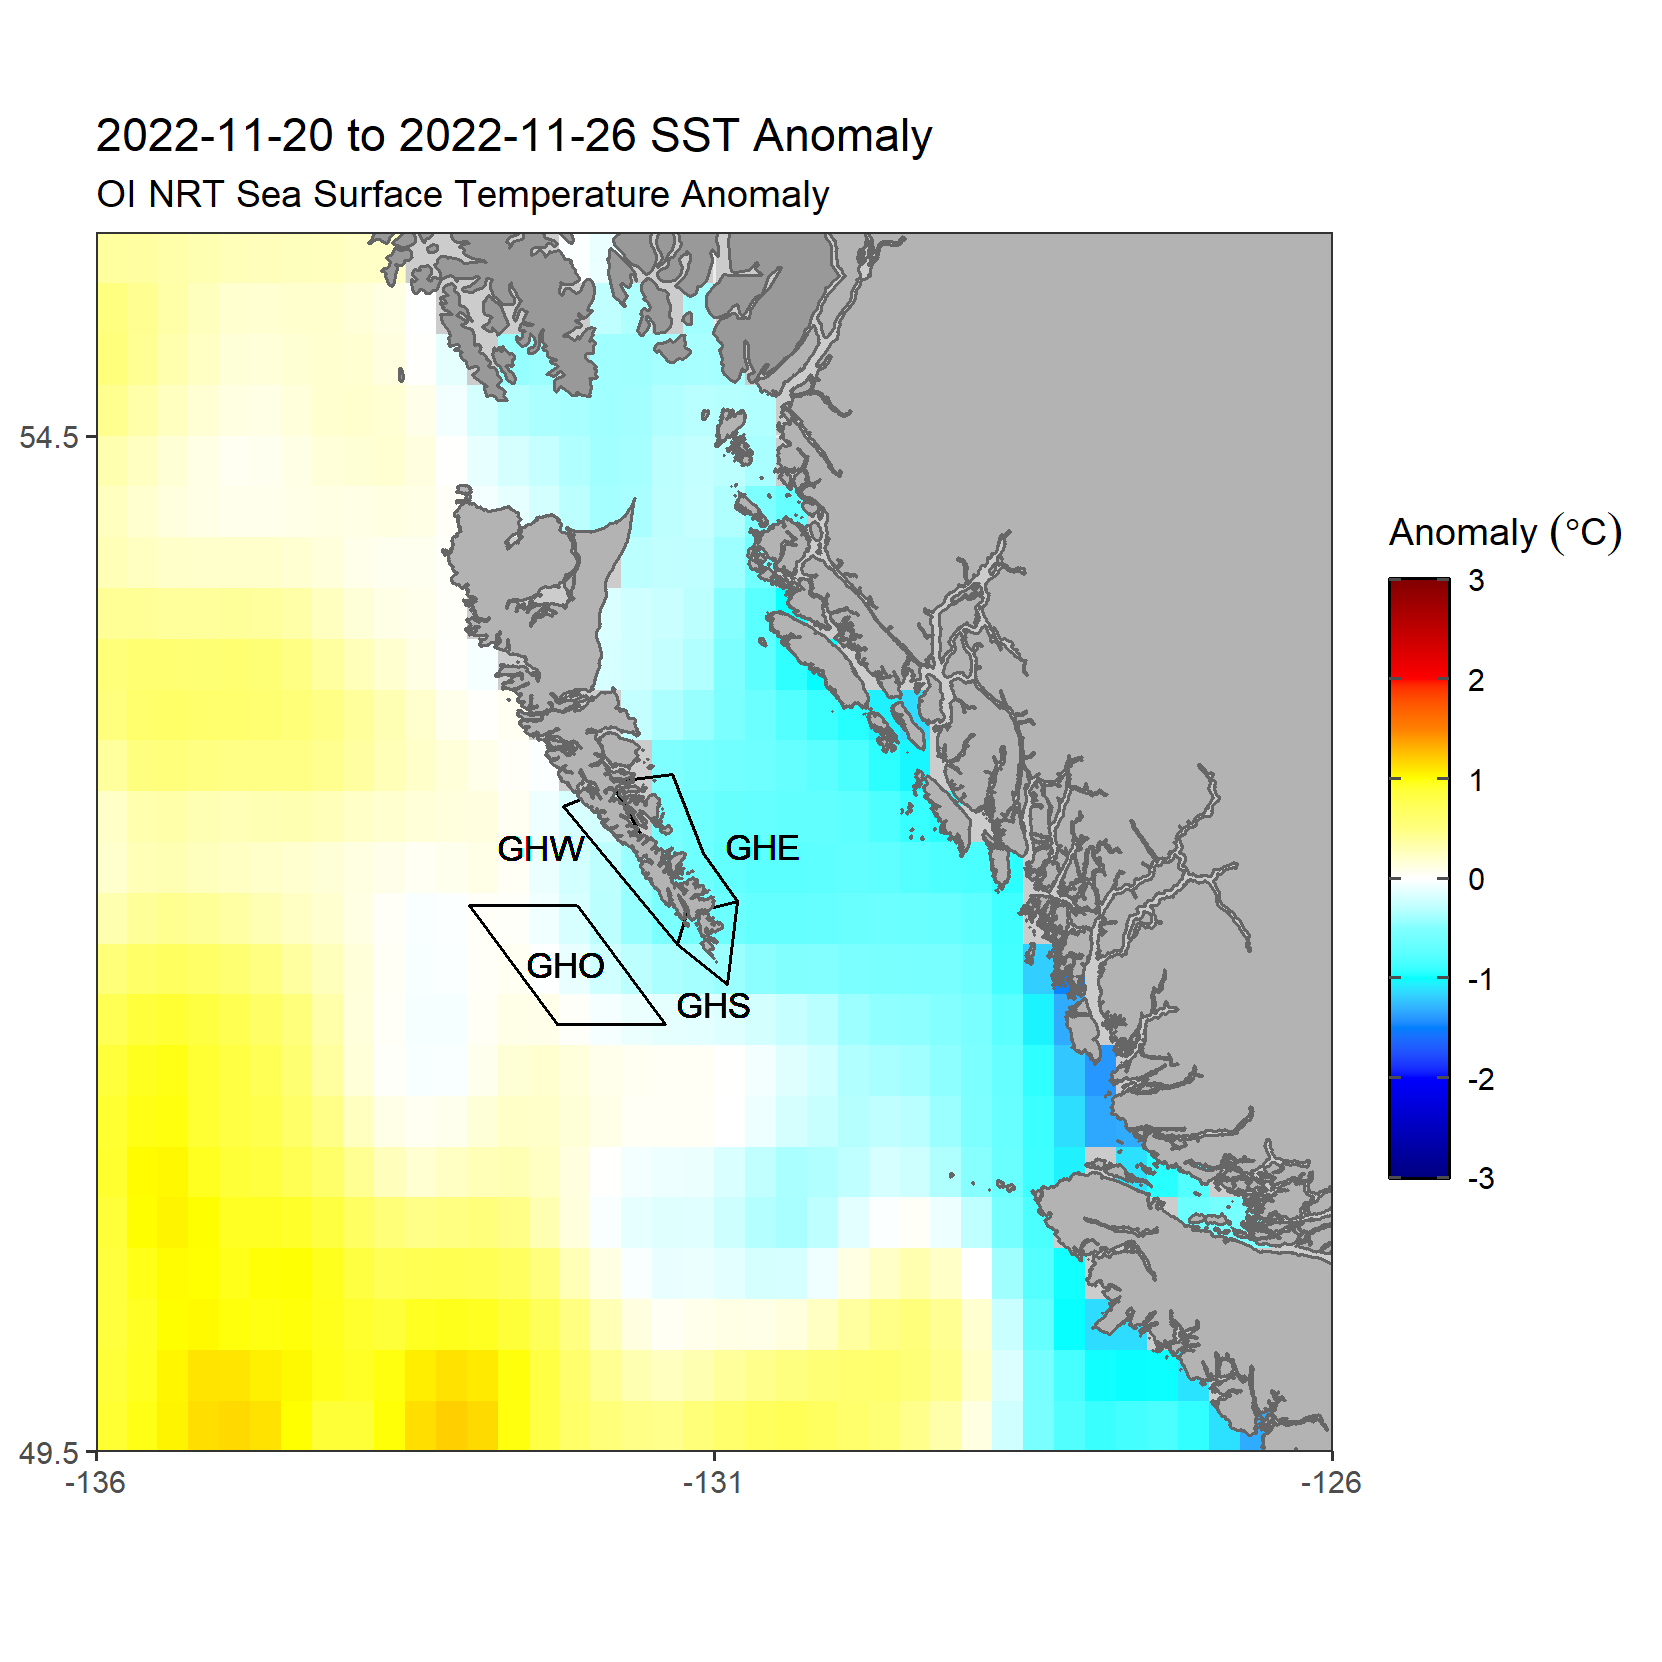 2022-11-20 to 2022-11-26 SST Anomaly
OI NRT Sea Surface Temperature Anomaly
54.5
49.5
-136
-131
-126
GHW
GHE
GHO
GHS
Anomaly (°C)
3
2
1
0
-1
-2
-3